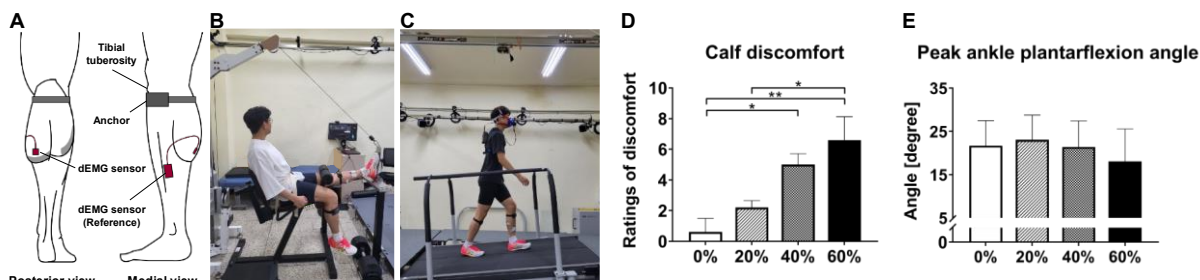 A
Tibial
tuberosity
Anchor
dEMG sensor
dEMG sensor
(Reference)
Posterior view
Medial view
B
C
D
Calf discomfort
Ratings of discomfort
10
8
6
4
2
0
*
**
*
0% 20% 40% 60%
E
Peak ankle plantarflexion angle
Angle [degree]
35
25
15
5
0
0% 20% 40% 60%